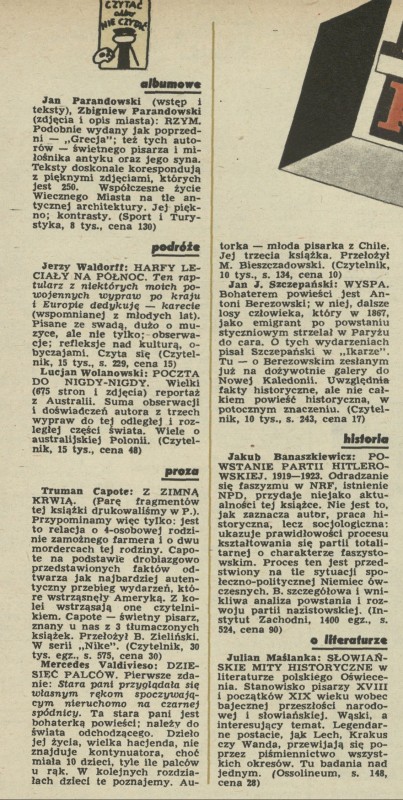 CZYTAĆ
albo
NIE CZYTAĆ
albumowe
Jan Parandowski (wstęp i
teksty), Zbigniew Parandowski
(zdjęcia i opis miasta): RZYM.
Podobnie wydany jak poprzed-
ni — „Grecja"; też tych auto-
rów — świetnego pisarza i mi-
łośnika antyku oraz jego syna.
Teksty doskonale korespondują
z pięknymi zdjęciami, których
jest 250. Współczesne życie
Wiecznego Miasta na tle an-
tycznej architektury. Jej pięk-
no; kontrasty. (Sport i Tury-
styka, 8 tys., cena 130)
podróże
Jerzy Waldorff: HARFY LE-
CIAŁY NA PÓŁNOC. Ten rap-
tularz z niektórych moich po-
wojennych wypraw po kraju
i Europie dedykuję — karecie
(wspomnianej z młodych lat).
Pisane ze swadą, dużo o mu-
zyce, ale nie tylko; obserwa-
cje; refleksje nad kulturą, o-
byczajami. Czyta się (Czytel-
nik, 15 tys., s. 229, cena 15)
Lucjan Wolanowski: POCZTA
DO NIGDY-NIGDY. Wielki
(675 stron i zdjęcia) reportaż
z Australii. Suma obserwacji
i doświadczeń autora z trzech
wypraw do tej odległej i roz-
ległej części świata. Wiele o
australijskiej Polonii. (Czytel-
nik, 15 tys., cena 48)
proza
Truman Capote: Z ZIMNĄ
KRWIĄ. (Parę fragmentów
tej książki drukowaliśmy w P.).
Przypominamy więc tylko: jest
to relacja o 4-osobowej rodzi-
nie zamożnego farmera i o dwu
mordercach tej rodziny. Capo-
te na podstawie drobiazgowo
przedstawionych faktów od-
twarza jak najbardziej auten-
tyczny przebieg wydarzeń, któ-
re wstrząsnęły Ameryką. Z ko-
lei wstrząsają one czytelni-
kiem. Capote — świetny pisarz,
znany u nas z 3 tłumaczonych
książek. Przełożył B. Zieliński,
W serii „Nike". (Czytelnik, 30
tys. egz., s. 575, cena 30)
Mercedes Valdivieso: DZIE-
SIĘĆ PALCÓW. Pierwsze zda-
nie: Stara pani przygląda się
własnym rękom spoczywają-
cym nieruchomo na czarnej
spódnicy. Ta stara pani jest
bohaterką powieści; należy do
świata odchodzącego. Dzieło
jej życia, wielka hacjenda, nie
znajduje kontynuatora, choć
miała 10 dzieci, tyle ile palców
u rąk. W kolejnych rozdzia-
łach dzieci te poznajemy. Au-
torka — młoda pisarka z Chile.
Jej trzecia książka. Przełożył
M. Bieszczadowski. (Czytelnik,
10 tys., s. 134, cena 10)
Jan J. Szczepański: WYSPA.
Bohaterem powieści jest An-
toni Berezowski; w niej, dalsze
losy człowieka, który w 1867,
jako emigrant po powstaniu
styczniowym strzelał w Paryżu
do cara. O tych wydarzeniach
pisał Szczepański w „Ikarze".
Tu — o Berezowskim zesłanym
już na dożywotnie galery do
Nowej Kaledonii. Uwzględnia
fakty historyczne, ale nie cał-
kiem powieść historyczna, w
potocznym znaczeniu. (Czytel-
nik, 10 tys., s. 243, cena 17)
historia
Jakub Banaszkiewicz: PO-
WSTANIE PARTII HITLERO-
WSKIEJ. 1919—1923. Odradzanie
się faszyzmu w NRF, istnienie
NPD, przydaje niejako aktu-
alności tej książce. Nie jest to,
jak zaznacza autor, praca hi-
storyczna, lecz socjologiczna:
ukazuje prawidłowości procesu
kształtowania się partii totali-
tarnej o charakterze faszysto-
wskim. Proces ten jest przed-
stawiony na tle sytuacji spo-
łeczno-politycznej Niemiec ów-
czesnych. B. szczegółowa i wni-
kliwa analiza powstania i roz-
woju partii nazistowskiej. (In-
stytut Zachodni, 1400 egz., s.
524, cena 90)
o literaturze
Julian Maślanka: SŁOWIAŃ-
SKIE MITY HISTORYCZNE w
literaturze polskiego Oświece-
nia. Stanowisko pisarzy XVIII
i początków XIX wieku wobec
bajecznej przeszłości narodo-
wej i słowiańskiej. Wąski, a
interesujący temat. Legendar-
ne postacie, jak Lech, Krakus
czy Wanda, przewijają się po-
przez piśmiennictwo wszyst-
kich okresów. Tu badania nad
jednym. (Ossolineum, s. 148,
cena 28)